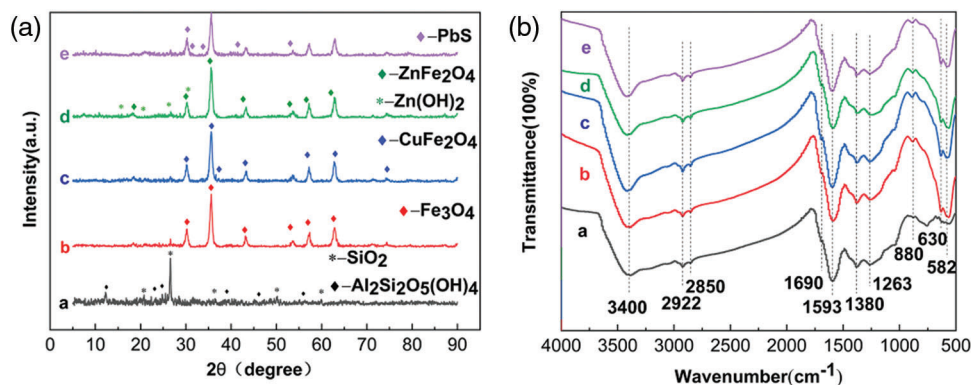 (a)
Intensity(a.u.)
e
–PbS
–ZnFe2O4
*–Zn(OH)2
d
–CuFe2O4
c
–Fe3O4
b
*–SiO2
a
–Al2Si2O5(OH)4
5 10 20 30 40 50 60 70 80 90
2θ（degree）
(b)
Transmittance(100%)
e
d
c
b
a
3400
2922
2850
1690
1593
1380
1263
880
630
582
4000 3500 3000 2500 2000 1500 1000 500
Wavenumber(cm-1)